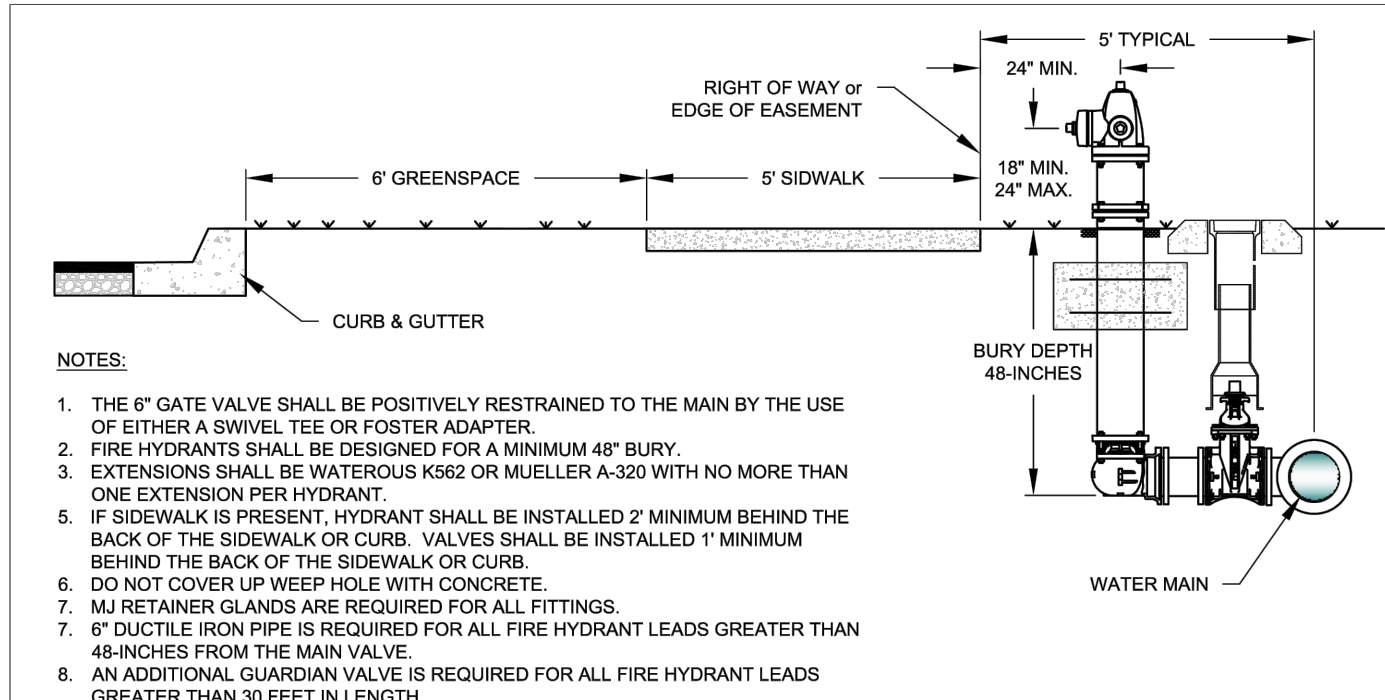 5' TYPICAL
24" MIN.
RIGHT OF WAY or
EDGE OF EASEMENT
18" MIN.
24" MAX.
6' GREENSPACE
5' SIDWALK
CURB & GUTTER
BURY DEPTH
48-INCHES
WATER MAIN
NOTES:
1. THE 6" GATE VALVE SHALL BE POSITIVELY RESTRAINED TO THE MAIN BY THE USE
OF EITHER A SWIVEL TEE OR FOSTER ADAPTER.
2. FIRE HYDRANTS SHALL BE DESIGNED FOR A MINIMUM 48" BURY.
3. EXTENSIONS SHALL BE WATEROUS K562 OR MUELLER A-320 WITH NO MORE THAN
ONE EXTENSION PER HYDRANT.
5. IF SIDEWALK IS PRESENT, HYDRANT SHALL BE INSTALLED 2' MINIMUM BEHIND THE
BACK OF THE SIDEWALK OR CURB. VALVES SHALL BE INSTALLED 1' MINIMUM
BEHIND THE BACK OF THE SIDEWALK OR CURB.
6. DO NOT COVER UP WEEP HOLE WITH CONCRETE.
7. MJ RETAINER GLANDS ARE REQUIRED FOR ALL FITTINGS.
7. 6" DUCTILE IRON PIPE IS REQUIRED FOR ALL FIRE HYDRANT LEADS GREATER THAN
48-INCHES FROM THE MAIN VALVE.
8. AN ADDITIONAL GUARDIAN VALVE IS REQUIRED FOR ALL FIRE HYDRANT LEADS
GREATER THAN 30 FEET IN LENGTH